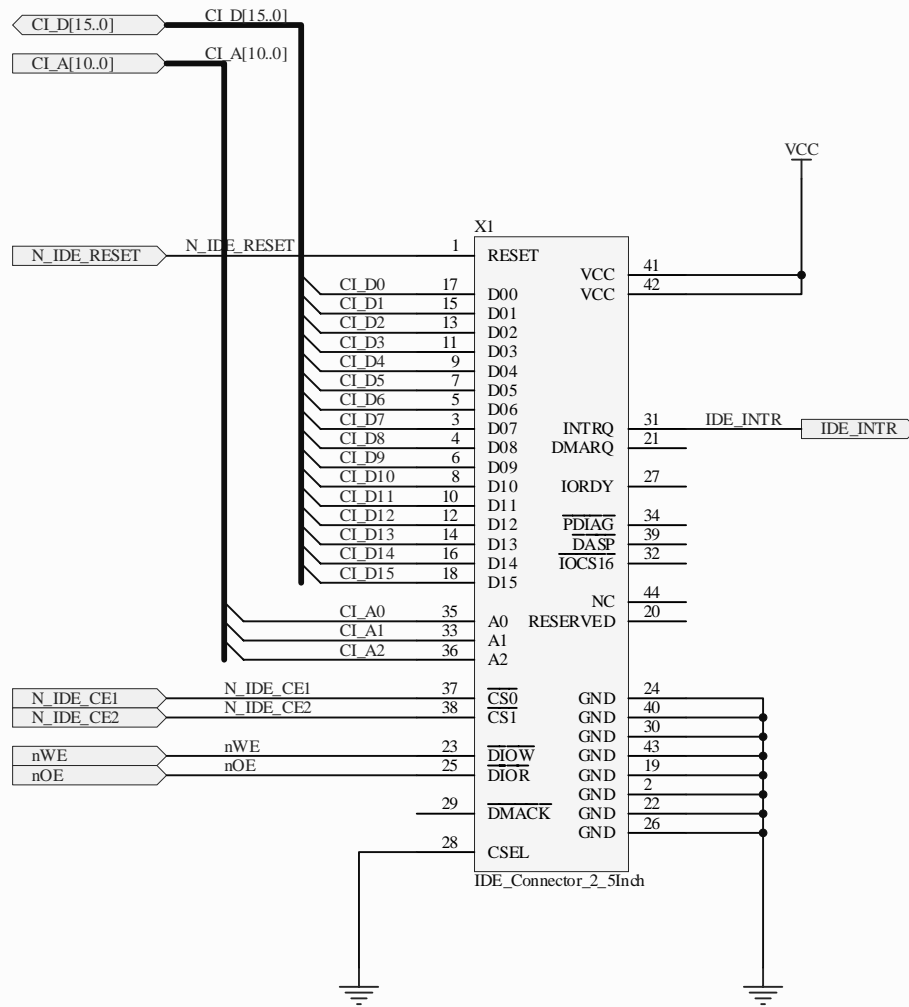 CI_D[15..0] CI_D[15..0]
CI_A[10..0] CI_A[10..0]
VCC
X1
N_IDE_RESET N_IDE_RESET 1 RESET
VCC 41
CI_D0 17 D00 VCC 42
CI_D1 15 D01
CI_D2 13 D02
CI_D3 11 D03
CI_D4 9 D04
CI_D5 7 D05
CI_D6 5 D06
CI_D7 3 D07 INTRQ 31 IDE_INTR IDE_INTR
CI_D8 4 D08 DMARQ 21
CI_D9 6 D09
CI_D10 8 D10 IORDY 27
CI_D11 10 D11
CI_D12 12 D12 PDIAG 34
CI_D13 14 D13 DASP 39
CI_D14 16 D14 IOCS16 32
CI_D15 18 D15
NC 44
CI_A0 35 A0 RESERVED 20
CI_A1 33 A1
CI_A2 36 A2
N_IDE_CE1 N_IDE_CE1 37 CS0 GND 24
N_IDE_CE2 N_IDE_CE2 38 CS1 GND 40
GND 30
nWE nWE 23 DIOW GND 43
nOE nOE 25 DIOR GND 19
GND 2
29 DMACK GND 22
GND 26
28 CSEL
IDE_Connector_2_5Inch